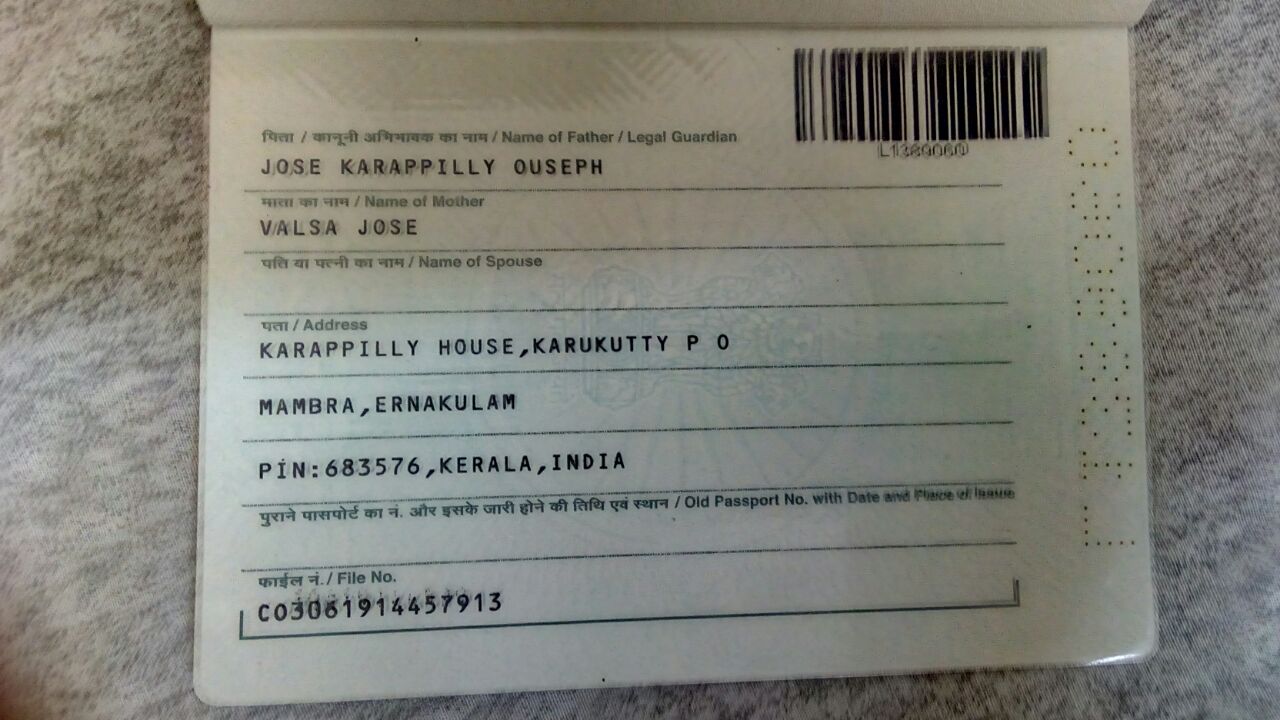 L1389060
पिता / कानूनी अभिभावक का नाम / Name of Father / Legal Guardian
JOSE KARAPPILLY OUSEPH
माता का नाम / Name of Mother
VALSA JOSE
पति या पत्नी का नाम / Name of Spouse
पता / Address
KARAPPILLY HOUSE,KARUKUTTY P O
MAMBRA,ERNAKULAM
PIN:683576,KERALA,INDIA
पुराने पासपोर्ट का नं. और इसके जारी होने की तिथि एवं स्थान / Old Passport No. with Date and Place of Issue
फाईल नं. / File No.
CO3061914457913